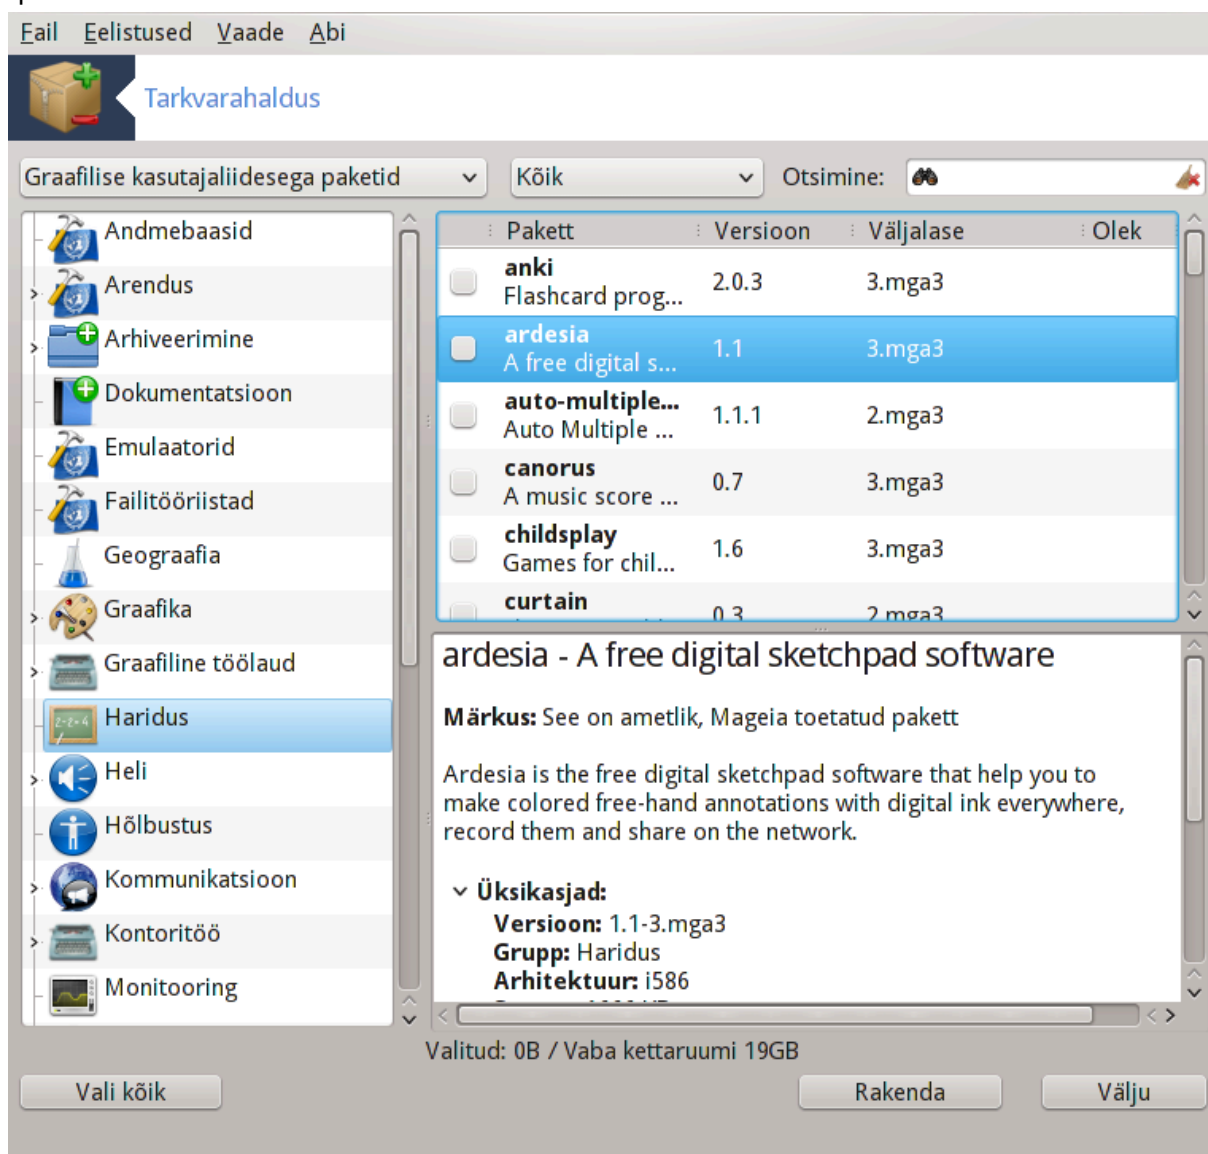 Fail Eelistused Vaade Abi
Tarkvarahaldus
Graafilise kasutajaliidesega paketid Kõik Otsimine:
Andmebaasid
Arendus
Arhiveerimine
Dokumentatsioon
Emulaatorid
Failitööriistad
Geograafia
Graafika
Graafiline töölaud
Haridus
Heli
Hõlbustus
Kommunikatsioon
Kontoritöö
Monitooring
Pakett Versioon Väljalase Olek
anki
Flashcard prog... 2.0.3 3.mga3
ardesia
A free digital s... 1.1 3.mga3
auto-multiple...
Auto Multiple ... 1.1.1 2.mga3
canorus
A music score ... 0.7 3.mga3
childsplay
Games for chil... 1.6 3.mga3
curtain
0.3 2.mga3
ardesia - A free digital sketchpad software
Märkus: See on ametlik, Mageia toetatud pakett
Ardesia is the free digital sketchpad software that help you to
make colored free-hand annotations with digital ink everywhere,
record them and share on the network.
Üksikasjad:
Versioon: 1.1-3.mga3
Grupp: Haridus
Arhitektuur: i586
Valitud: 0B / Vaba kettaruumi 19GB
Vali kõik Rakenda Välju